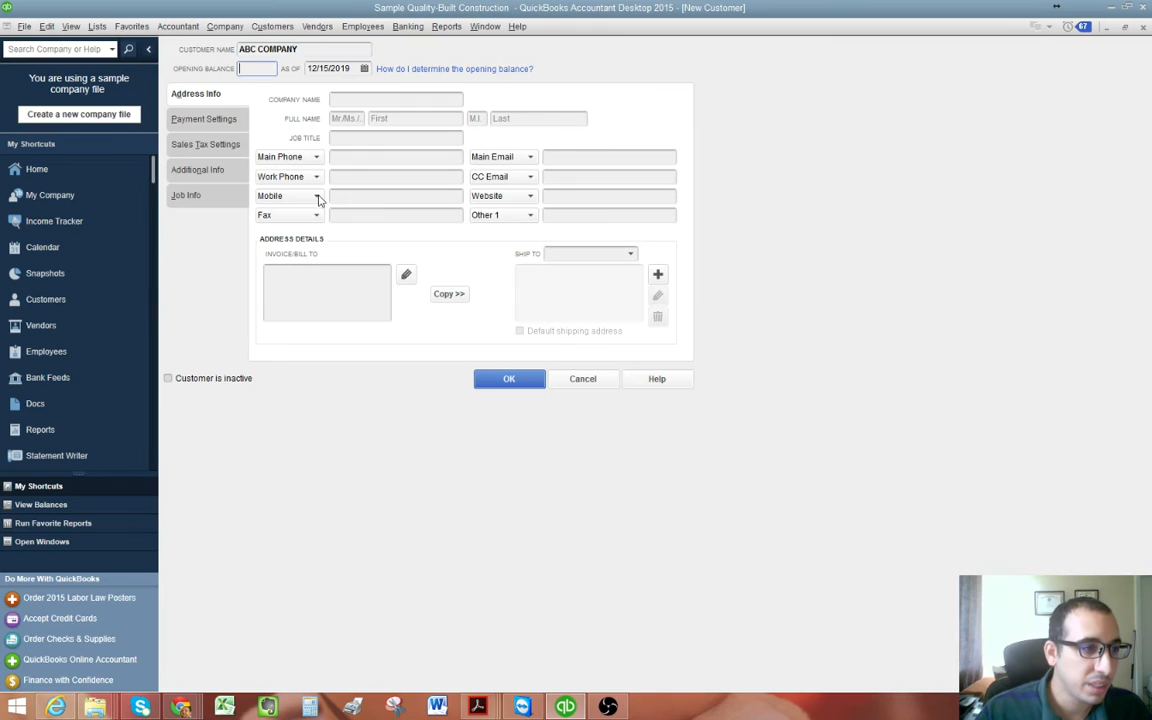 Sample Quality-Built Construction - QuickBooks Accountant Desktop 2015 - [New Customer]
File Edit View Lists Favorites Accountant Company Customers Vendors Employees Banking Reports Window Help
67
Search Company or Help
You are using a sample
company file
Create a new company file
My Shortcuts
Home
My Company
Income Tracker
Calendar
Snapshots
Customers
Vendors
Employees
Bank Feeds
Docs
Reports
Statement Writer
My Shortcuts
View Balances
Run Favorite Reports
Open Windows
Do More With QuickBooks
Order 2015 Labor Law Posters
Accept Credit Cards
Order Checks & Supplies
QuickBooks Online Accountant
Finance with Confidence
CUSTOMER NAME ABC COMPANY
OPENING BALANCE AS OF 12/15/2019 How do I determine the opening balance?
Address Info
Payment Settings
Sales Tax Settings
Additional Info
Job Info
COMPANY NAME
FULL NAME Mr./Ms./. First M.I. Last
JOB TITLE
Main Phone Main Email
Work Phone CC Email
Mobile Website
Fax Other 1
ADDRESS DETAILS
INVOICE/BILL TO SHIP TO
Copy >>
Default shipping address
Customer is inactive
OK Cancel Help